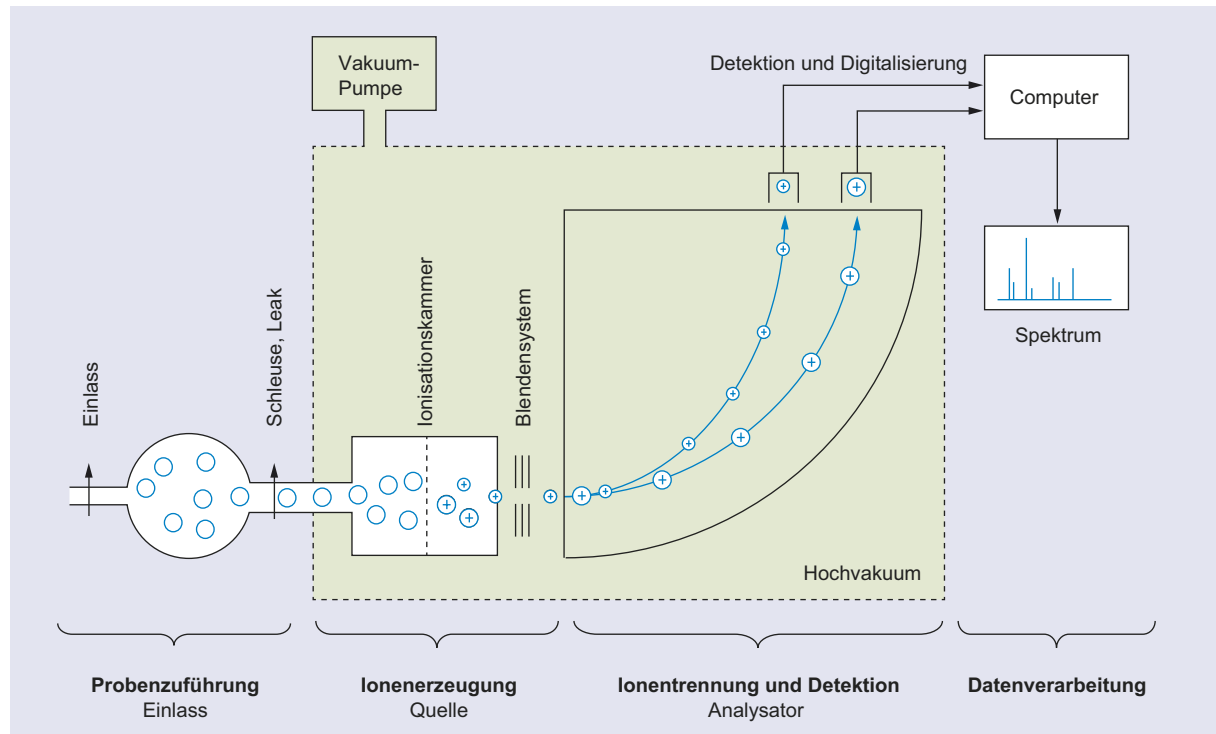 Vakuum-
Pumpe
Detektion und Digitalisierung
Computer
Spektrum
Einlass
Schleuse, Leak
Ionisationskammer
Blendensystem
Hochvakuum
Probenzuführung
Einlass
Ionenerzeugung
Quelle
Ionentrennung und Detektion
Analysator
Datenverarbeitung